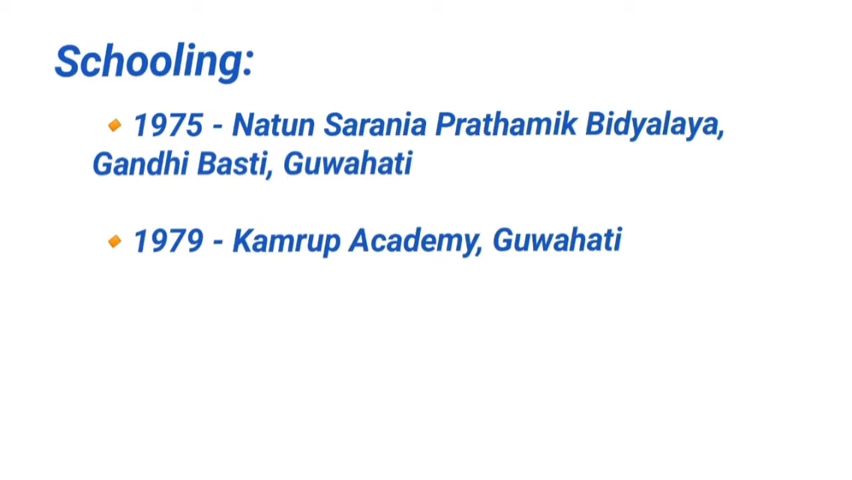 Schooling:
🔸 1975 - Natun Sarania Prathamik Bidyalaya,
Gandhi Basti, Guwahati
🔸 1979 - Kamrup Academy, Guwahati